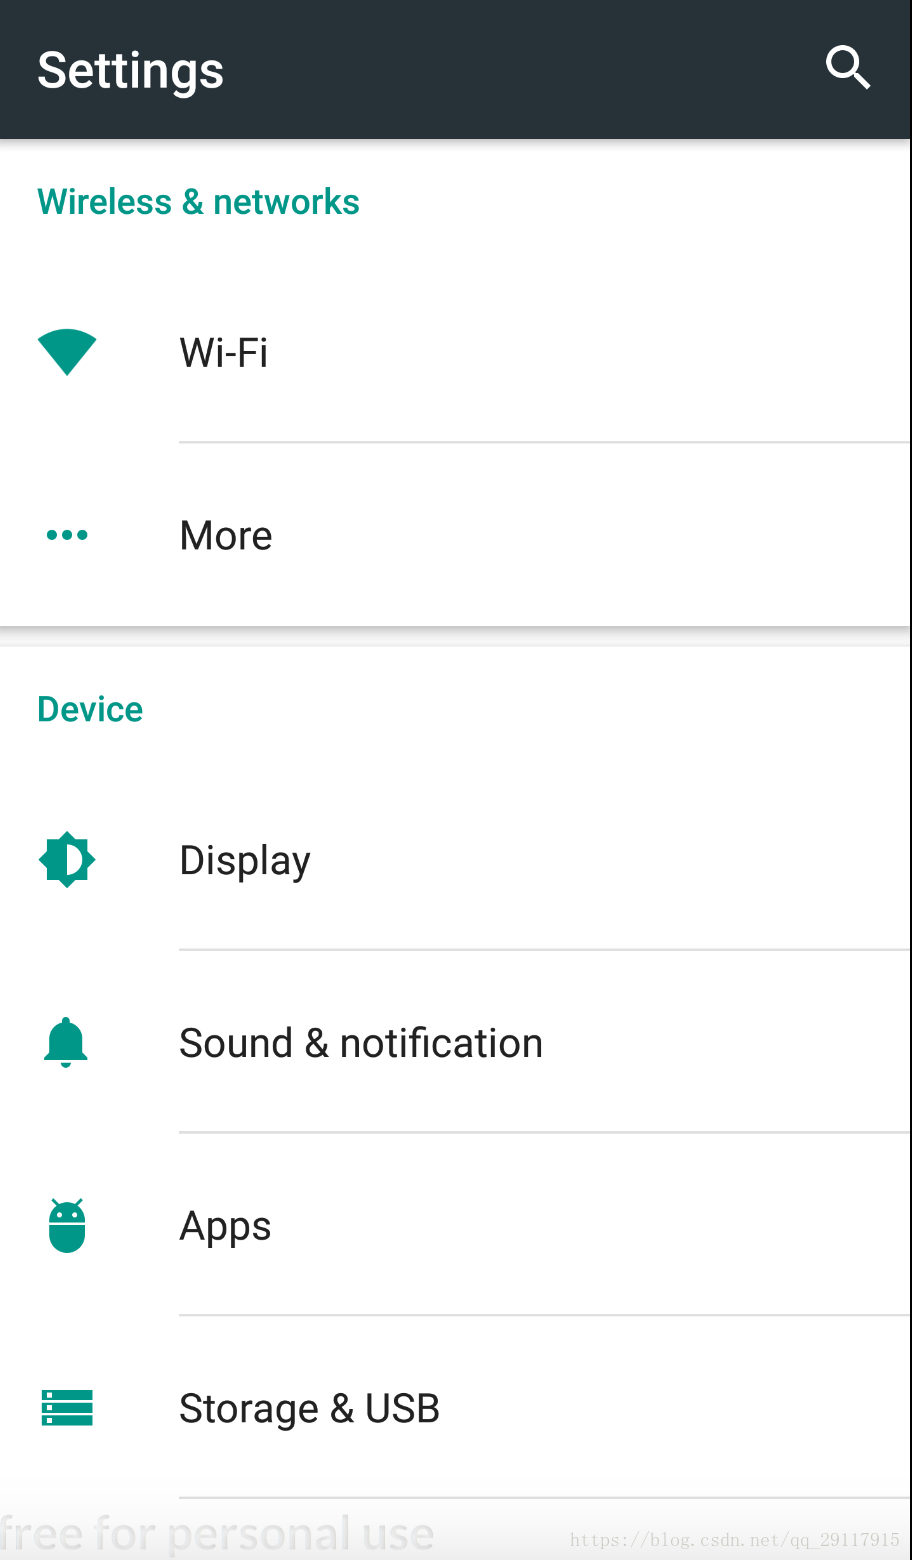 Settings
Wireless & networks
Wi-Fi
More
Device
Display
Sound & notification
Apps
Storage & USB
free for personal use
https://blog.csdn.net/qq_29117915